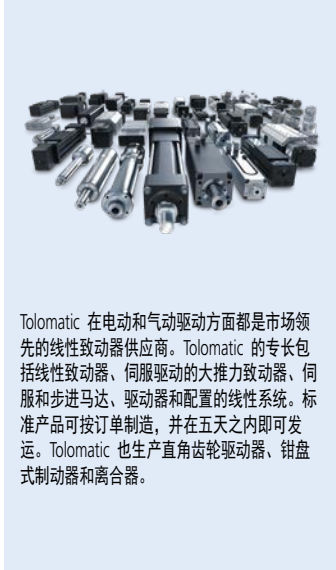 Tolomatic 在电动和气动驱动方面都是市场领
先的线性致动器供应商。Tolomatic 的专长包
括线性致动器、伺服驱动的大推力致动器、伺
服和步进马达、驱动器和配置的线性系统。标
准产品可按订单制造，并在五天之内即可发
运。Tolomatic 也生产直角齿轮驱动器、钳盘
式制动器和离合器。